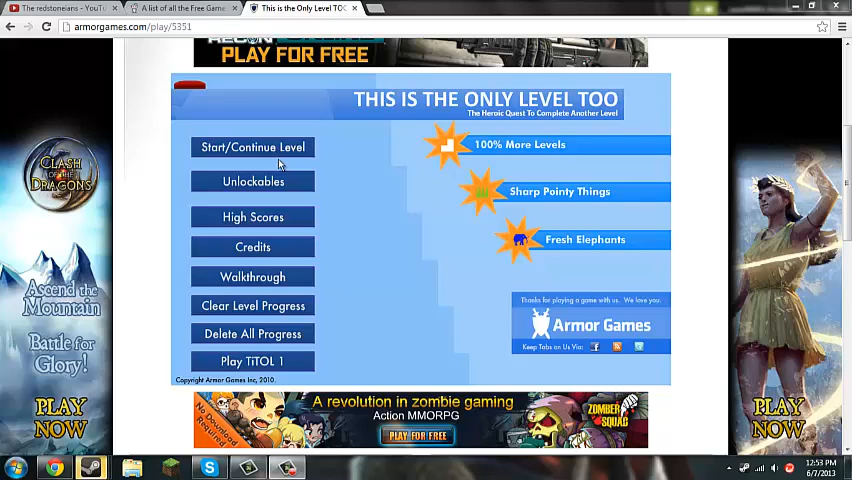 The redstoneians - YouTu
A list of all the Free Games
This is the Only Level TOO
armorgames.com/play/5351
PLAY FOR FREE
THIS IS THE ONLY LEVEL TOO
The Heroic Quest To Complete Another Level
Start/Continue Level
Unlockables
High Scores
Credits
Walkthrough
Clear Level Progress
Delete All Progress
Play TiTOL 1
100% More Levels
Sharp Pointy Things
Fresh Elephants
Thanks for playing a game with us. We love you.
Armor Games
Keep Tabs on Us Via:
Copyright Armor Games Inc, 2010.
CLASH
OF THE
DRAGONS
Ascend the
Mountain
Battle for
Glory!
PLAY
NOW
PLAY
NOW
No Download
Required
A revolution in zombie gaming
Action MMORPG
PLAY FOR FREE
ZOMBIE
SQUAD
12:53 PM
6/7/2013